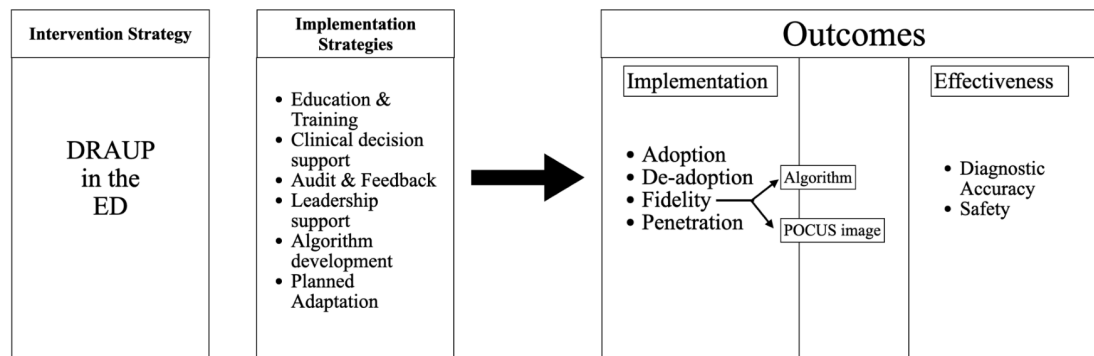 Intervention Strategy
DRAUP
in the
ED
Implementation
Strategies
• Education &
Training
• Clinical decision
support
• Audit & Feedback
• Leadership
support
• Algorithm
development
• Planned
Adaptation
Outcomes
Implementation
• Adoption
• De-adoption
• Fidelity
• Penetration
Algorithm
POCUS image
Effectiveness
• Diagnostic
Accuracy
• Safety